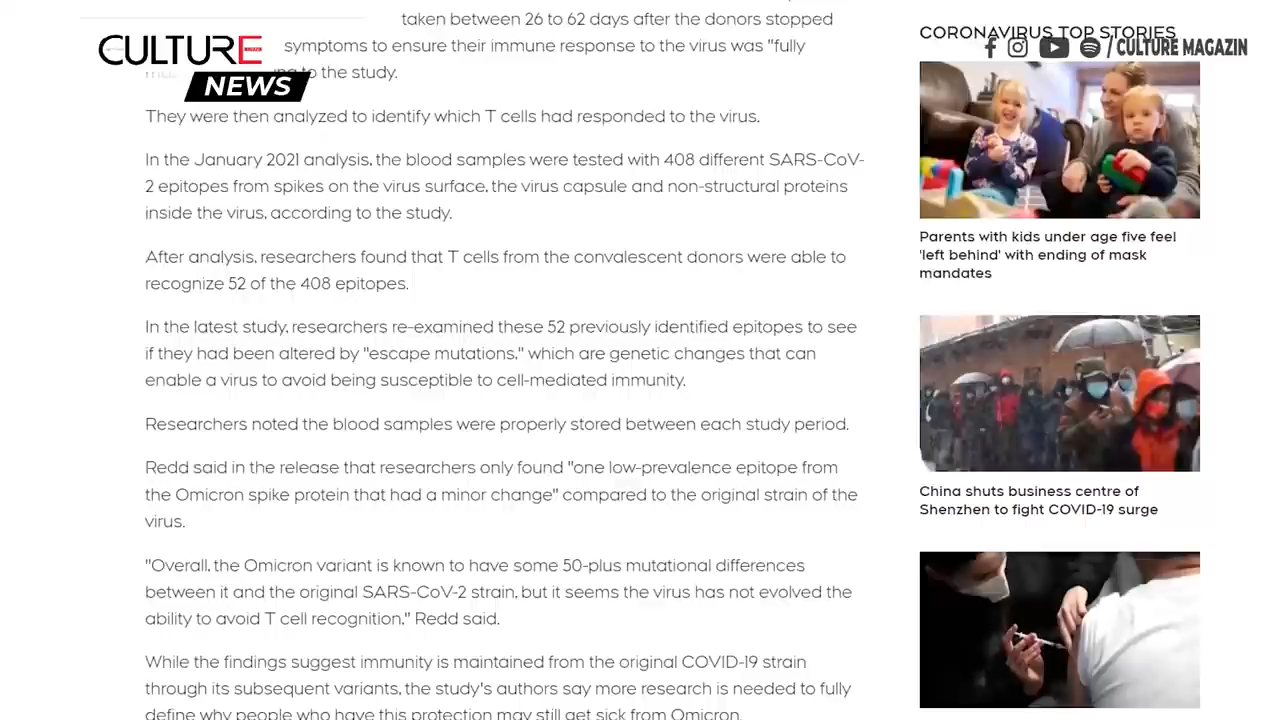 taken between 26 to 62 days after the donors stopped
CULTURE
symptoms to ensure their immune response to the virus was "fully
to the study.
NEWS
They were then analyzed to identify which T cells had responded to the virus.
In the January 2021 analysis, the blood samples were tested with 408 different SARS-CoV-
2 epitopes from spikes on the virus surface, the virus capsule and non-structural proteins
inside the virus, according to the study.
After analysis, researchers found that T cells from the convalescent donors were able to
recognize 52 of the 408 epitopes.
In the latest study, researchers re-examined these 52 previously identified epitopes to see
if they had been altered by "escape mutations," which are genetic changes that can
enable a virus to avoid being susceptible to cell-mediated immunity.
Researchers noted the blood samples were properly stored between each study period.
Redd said in the release that researchers only found "one low-prevalence epitope from
the Omicron spike protein that had a minor change" compared to the original strain of the
virus.
"Overall, the Omicron variant is known to have some 50-plus mutational differences
between it and the original SARS-CoV-2 strain, but it seems the virus has not evolved the
ability to avoid T cell recognition," Redd said.
While the findings suggest immunity is maintained from the original COVID-19 strain
through its subsequent variants, the study's authors say more research is needed to fully
define why people who have this protection may still get sick from Omicron.
CORONAVIRUS TOP STORIES
/ CULTURE MAGAZIN
Parents with kids under age five feel
'left behind' with ending of mask
mandates
China shuts business centre of
Shenzhen to fight COVID-19 surge